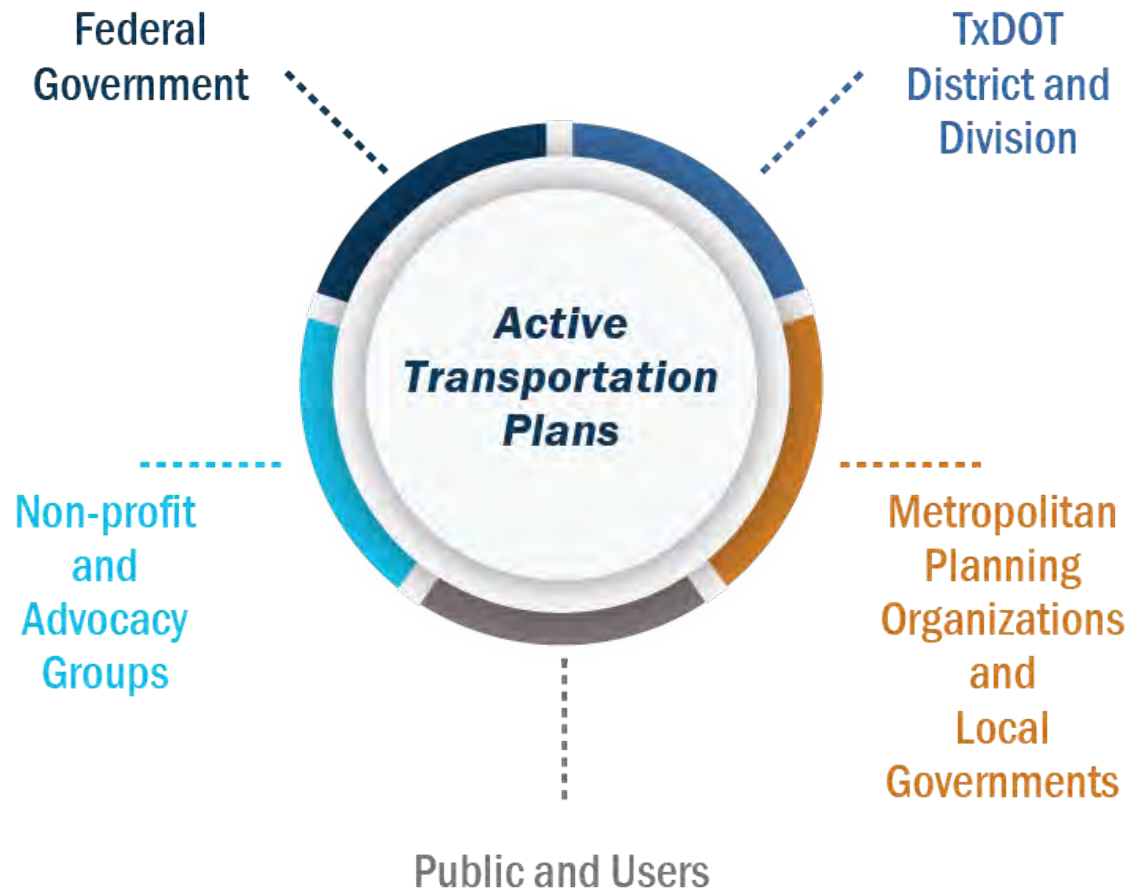 Federal
Government
TxDOT
District and
Division
Active
Transportation
Plans
Non-profit
and
Advocacy
Groups
Metropolitan
Planning
Organizations
and
Local
Governments
Public and Users